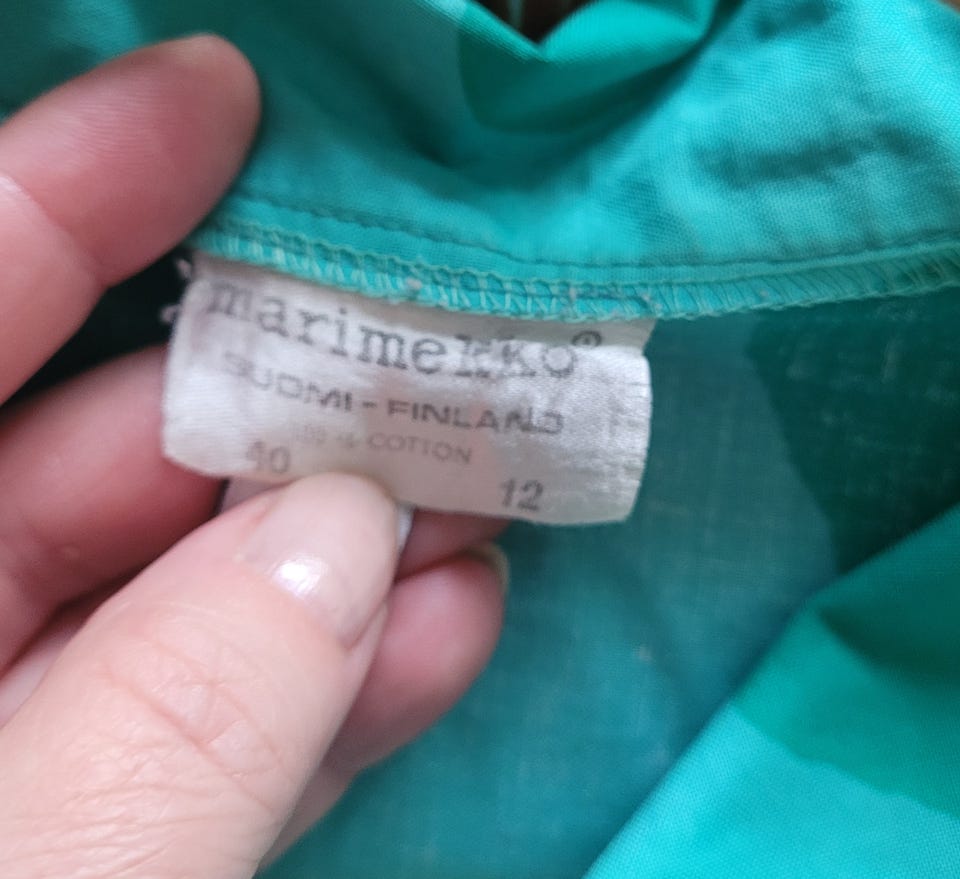 marimekko®
SUOMI - FINLAND
100 % COTTON
40 12